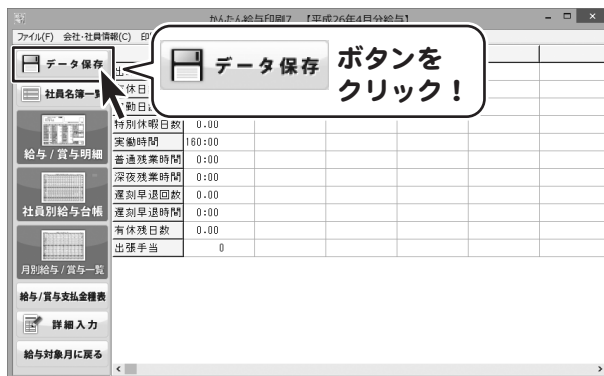 かんたん給与印刷7 【平成26年4月分給与】
ファイル(F) 会社・社員情報(C)
データ保存
データ保存
ボタンを
クリック！
社員名簿一覧
特別休暇日数 0.00
実働時間 160:00
給与/賞与明細
普通残業時間 0:00
深夜残業時間 0:00
遅刻早退回数 0.00
社員別給与台帳
遅刻早退時間 0:00
有休残日数 0.00
出張手当 0
月別給与/賞与一覧
給与/賞与支払金種表
詳細入力
給与対象月に戻る